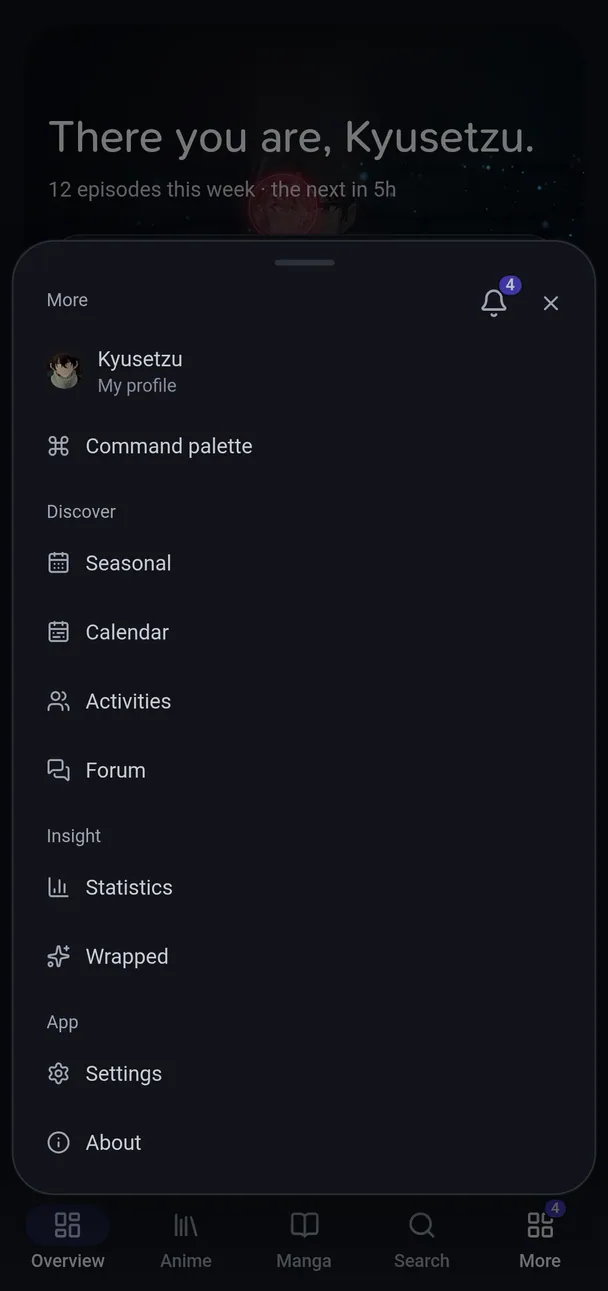 There you are, Kyusetzu.
12 episodes this week · the next in 5h
More
4
Kyusetzu
My profile
Command palette
Discover
Seasonal
Calendar
Activities
Forum
Insight
Statistics
Wrapped
App
Settings
About
4
Overview
Anime
Manga
Search
More